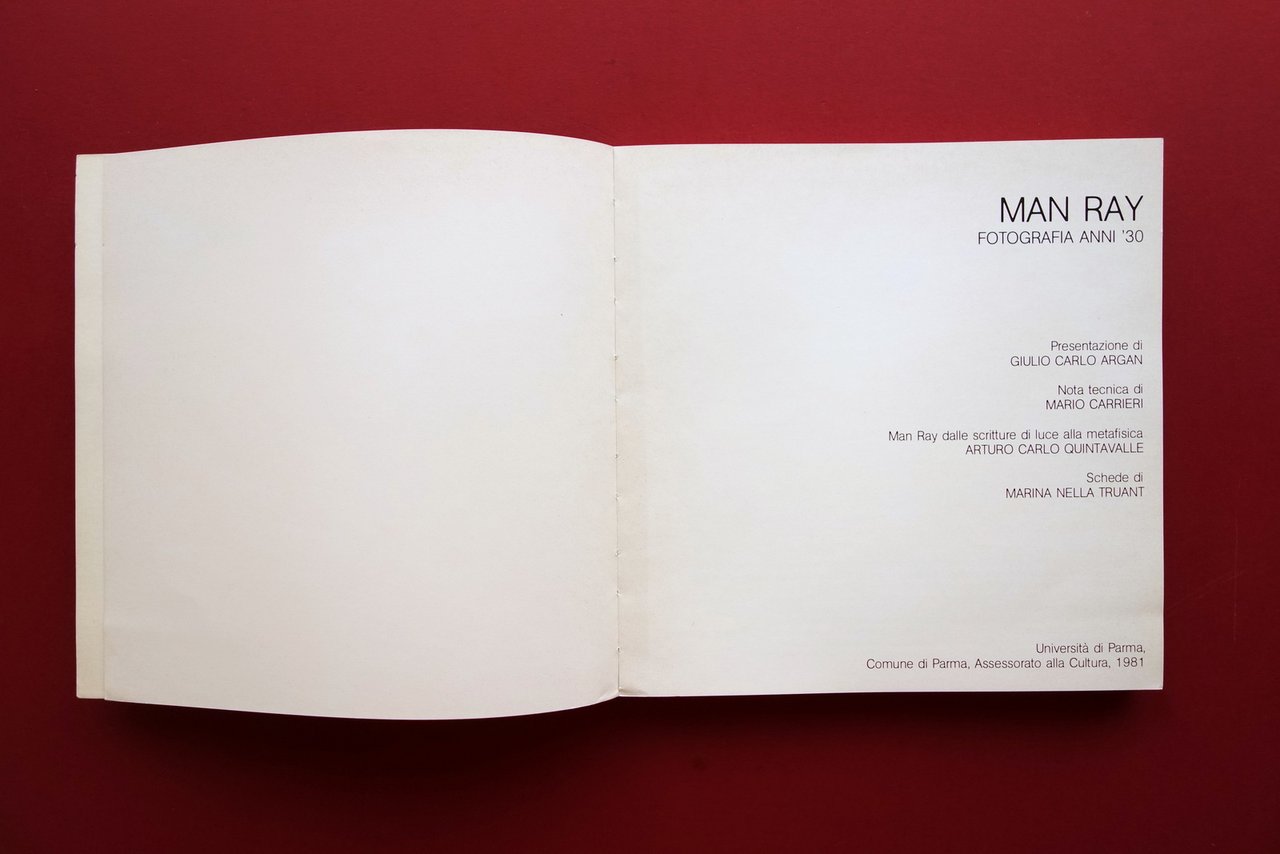 MAN RAY
FOTOGRAFIA ANNI '30
Presentazione di
GIULIO CARLO ARGAN
Nota tecnica di
MARIO CARRIERI
Man Ray dalle scritture di luce alla metafisica
ARTURO CARLO QUINTAVALLE
Schede di
MARINA NELLA TRUANT
Università di Parma,
Comune di Parma, Assessorato alla Cultura, 1981